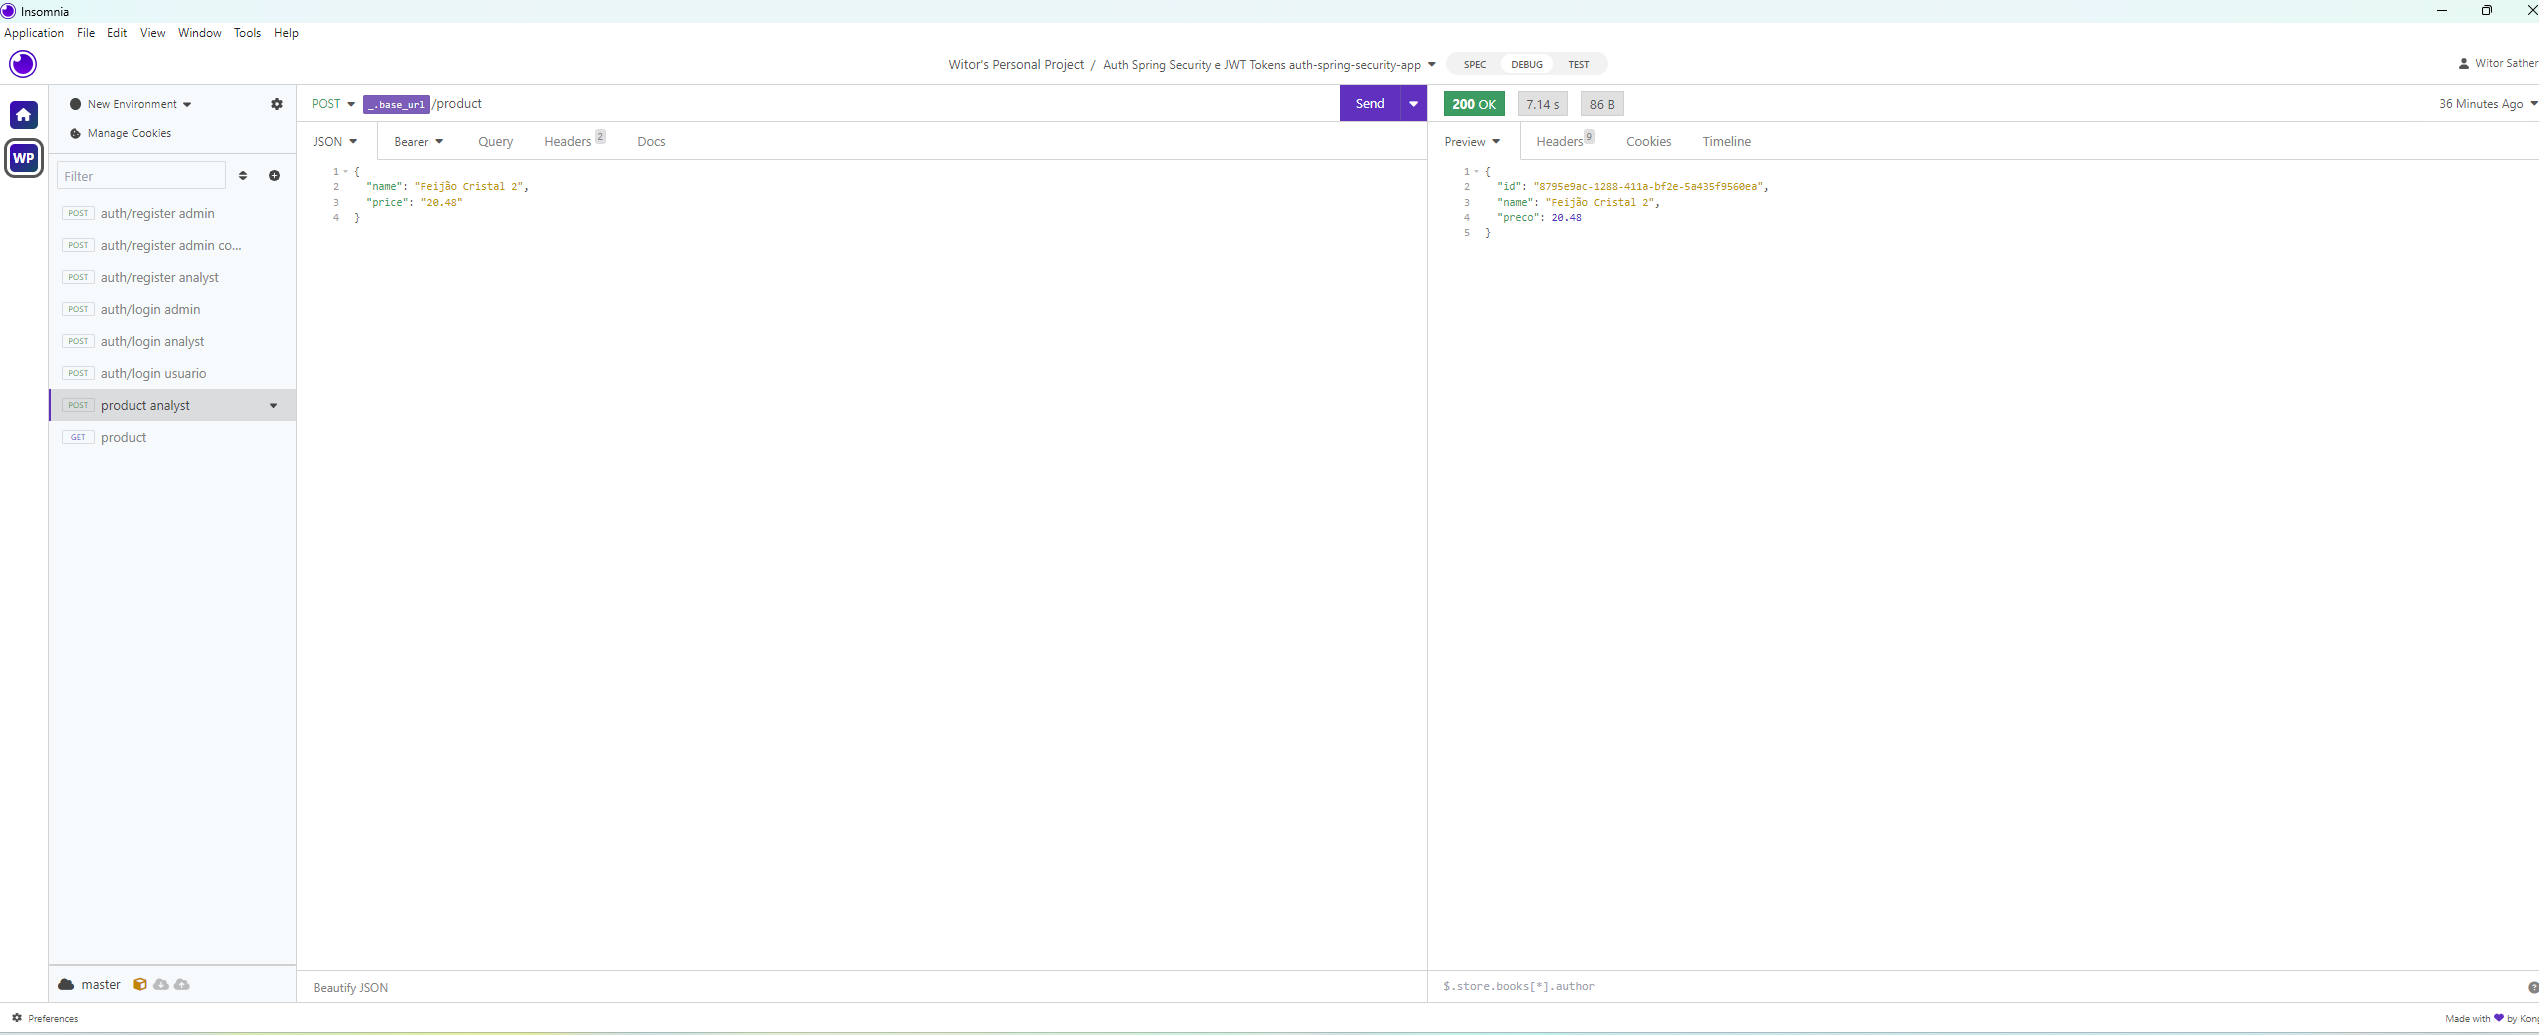 Insomnia
Application File Edit View Window Tools Help
Witor's Personal Project / Auth Spring Security e JWT Tokens auth-spring-security-app SPEC DEBUG TEST
Witor Sather
New Environment
Manage Cookies
WP
Filter
POST auth/register admin
POST auth/register admin co...
POST auth/register analyst
POST auth/login admin
POST auth/login analyst
POST auth/login usuario
POST product analyst
GET product
master
POST _.base_url /product Send
JSON Bearer Query Headers 2 Docs
1 {
2 "name": "Feijão Cristal 2",
3 "price": "20.48"
4 }
Beautify JSON
200 OK 7.14 s 86 B 36 Minutes Ago
Preview Headers 9 Cookies Timeline
1 {
2 "id": "8795e9ac-1288-411a-bf2e-5a435f9560ea",
3 "name": "Feijão Cristal 2",
4 "preco": 20.48
5 }
$.store.books[*].author
?
Preferences
Made with by Kong